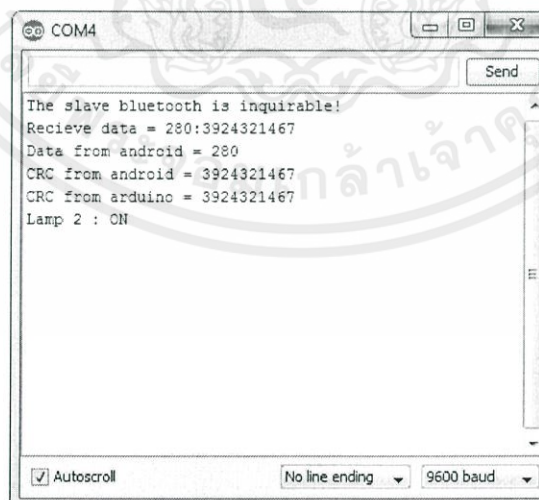 COM4
Send
The slave bluetooth is inquirable!
Recieve data = 280:3924321467
Data from android = 280
CRC from android = 3924321467
CRC from arduino = 3924321467
Lamp 2 : ON
Autoscroll
No line ending
9600 baud